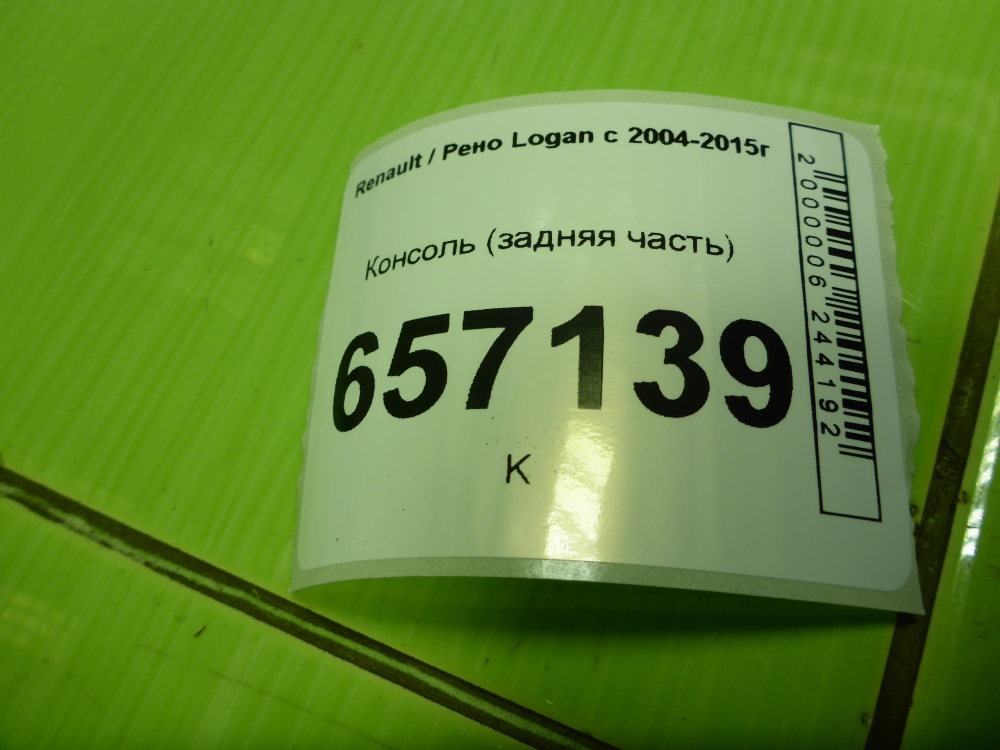 Renault / Рено Logan с 2004-2015г
Консоль (задняя часть)
657139
К
2000006244192